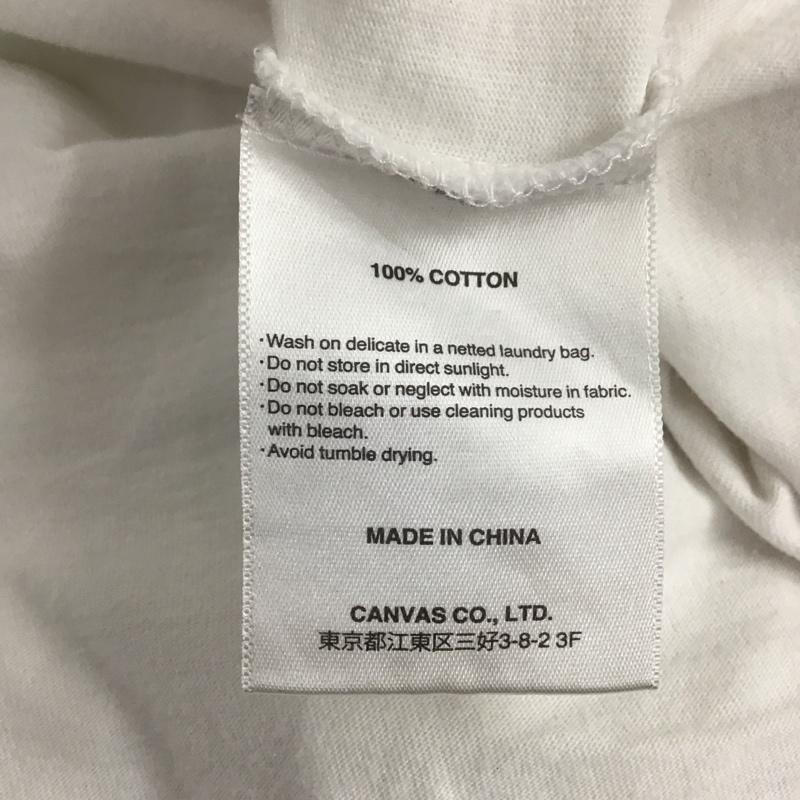 100% COTTON
·Wash on delicate in a netted laundry bag.
·Do not store in direct sunlight.
·Do not soak or neglect with moisture in fabric.
·Do not bleach or use cleaning products
with bleach.
·Avoid tumble drying.
MADE IN CHINA
CANVAS CO., LTD.
東京都江東区三好3-8-2 3F